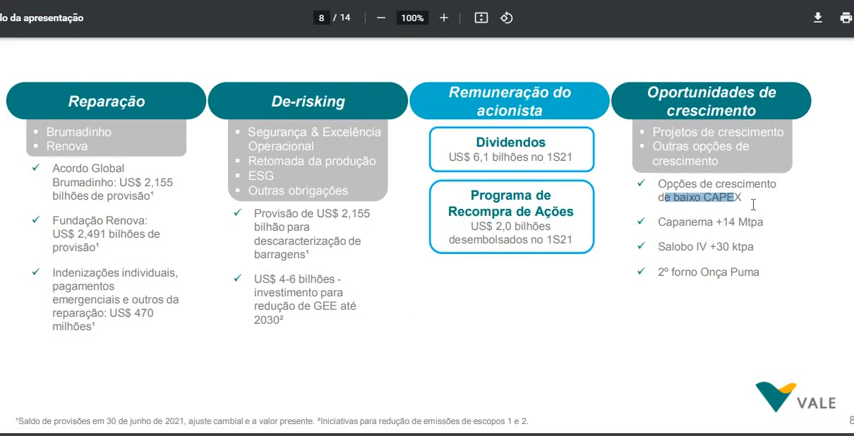 lo da apresentação
8 / 14
100%
Reparação
Brumadinho
Renova
Acordo Global
Brumadinho: US$ 2,155
bilhões de provisão¹
Fundação Renova:
US$ 2,491 bilhões de
provisão¹
Indenizações individuais,
pagamentos
emergenciais e outros da
reparação: US$ 470
milhões¹
De-risking
Segurança & Excelência
Operacional
Retomada da produção
ESG
Outras obrigações
Provisão de US$ 2,155
bilhão para
descaracterização de
barragens¹
US$ 4-6 bilhões -
investimento para
redução de GEE até
2030²
Remuneração do
acionista
Dividendos
US$ 6,1 bilhões no 1S21
Programa de
Recompra de Ações
US$ 2,0 bilhões
desembolsados no 1S21
Oportunidades de
crescimento
Projetos de crescimento
Outras opções de
crescimento
Opções de crescimento
de baixo CAPEX
Capanema +14 Mtpa
Salobo IV +30 ktpa
2º forno Onça Puma
VALE
¹Saldo de provisões em 30 de junho de 2021, ajuste cambial e a valor presente. ²Iniciativas para redução de emissões de escopos 1 e 2.
8